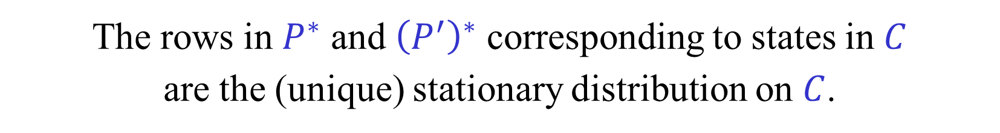 The rows in P* and (P′)* corresponding to states in C
are the (unique) stationary distribution on C.